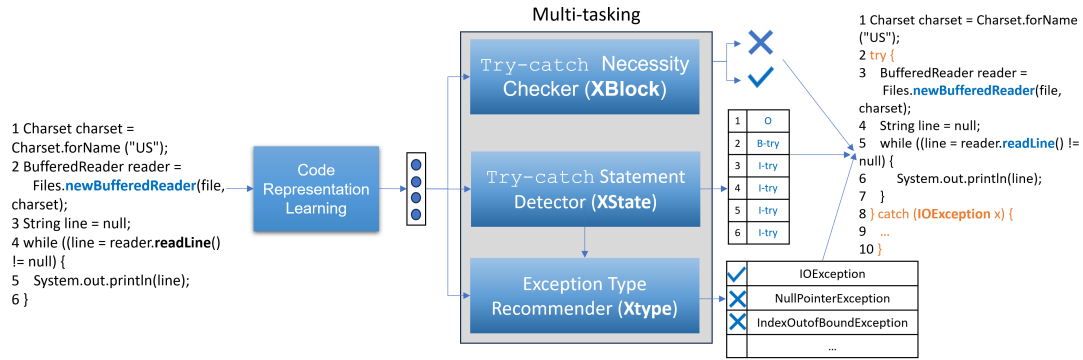 Multi-tasking
1 Charset charset =
Charset.forName ("US");
2 BufferedReader reader =
Files.newBufferedReader(file,
charset);
3 String line = null;
4 while ((line = reader.readLine()
!= null) {
5 System.out.println(line);
6 }
Code
Representation
Learning
Try-catch Necessity
Checker (XBlock)
Try-catch Statement
Detector (XState)
Exception Type
Recommender (Xtype)
1 O
2 B-try
3 I-try
4 I-try
5 I-try
6 I-try
IOException
NullPointerException
IndexOutofBoundException
...
1 Charset charset = Charset.forName
("US");
2 try {
3 BufferedReader reader =
Files.newBufferedReader(file,
charset);
4 String line = null;
5 while ((line = reader.readLine() !=
null) {
6 System.out.println(line);
7 }
8 } catch (IOException x) {
9 ...
10 }